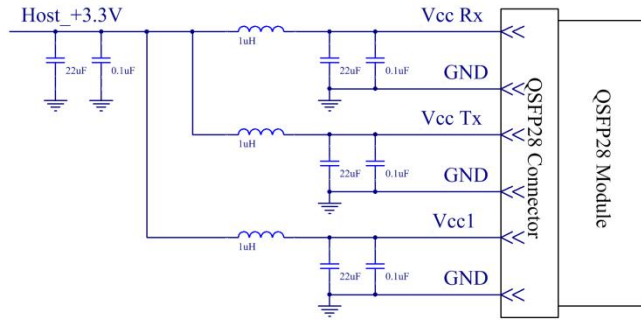 Host_+3.3V
Vcc Rx
1uH
22uF
0.1uF
22uF
0.1uF
GND
Vcc Tx
1uH
22uF
0.1uF
GND
Vcc1
1uH
22uF
0.1uF
GND
QSFP28 Connector
QSFP28 Module